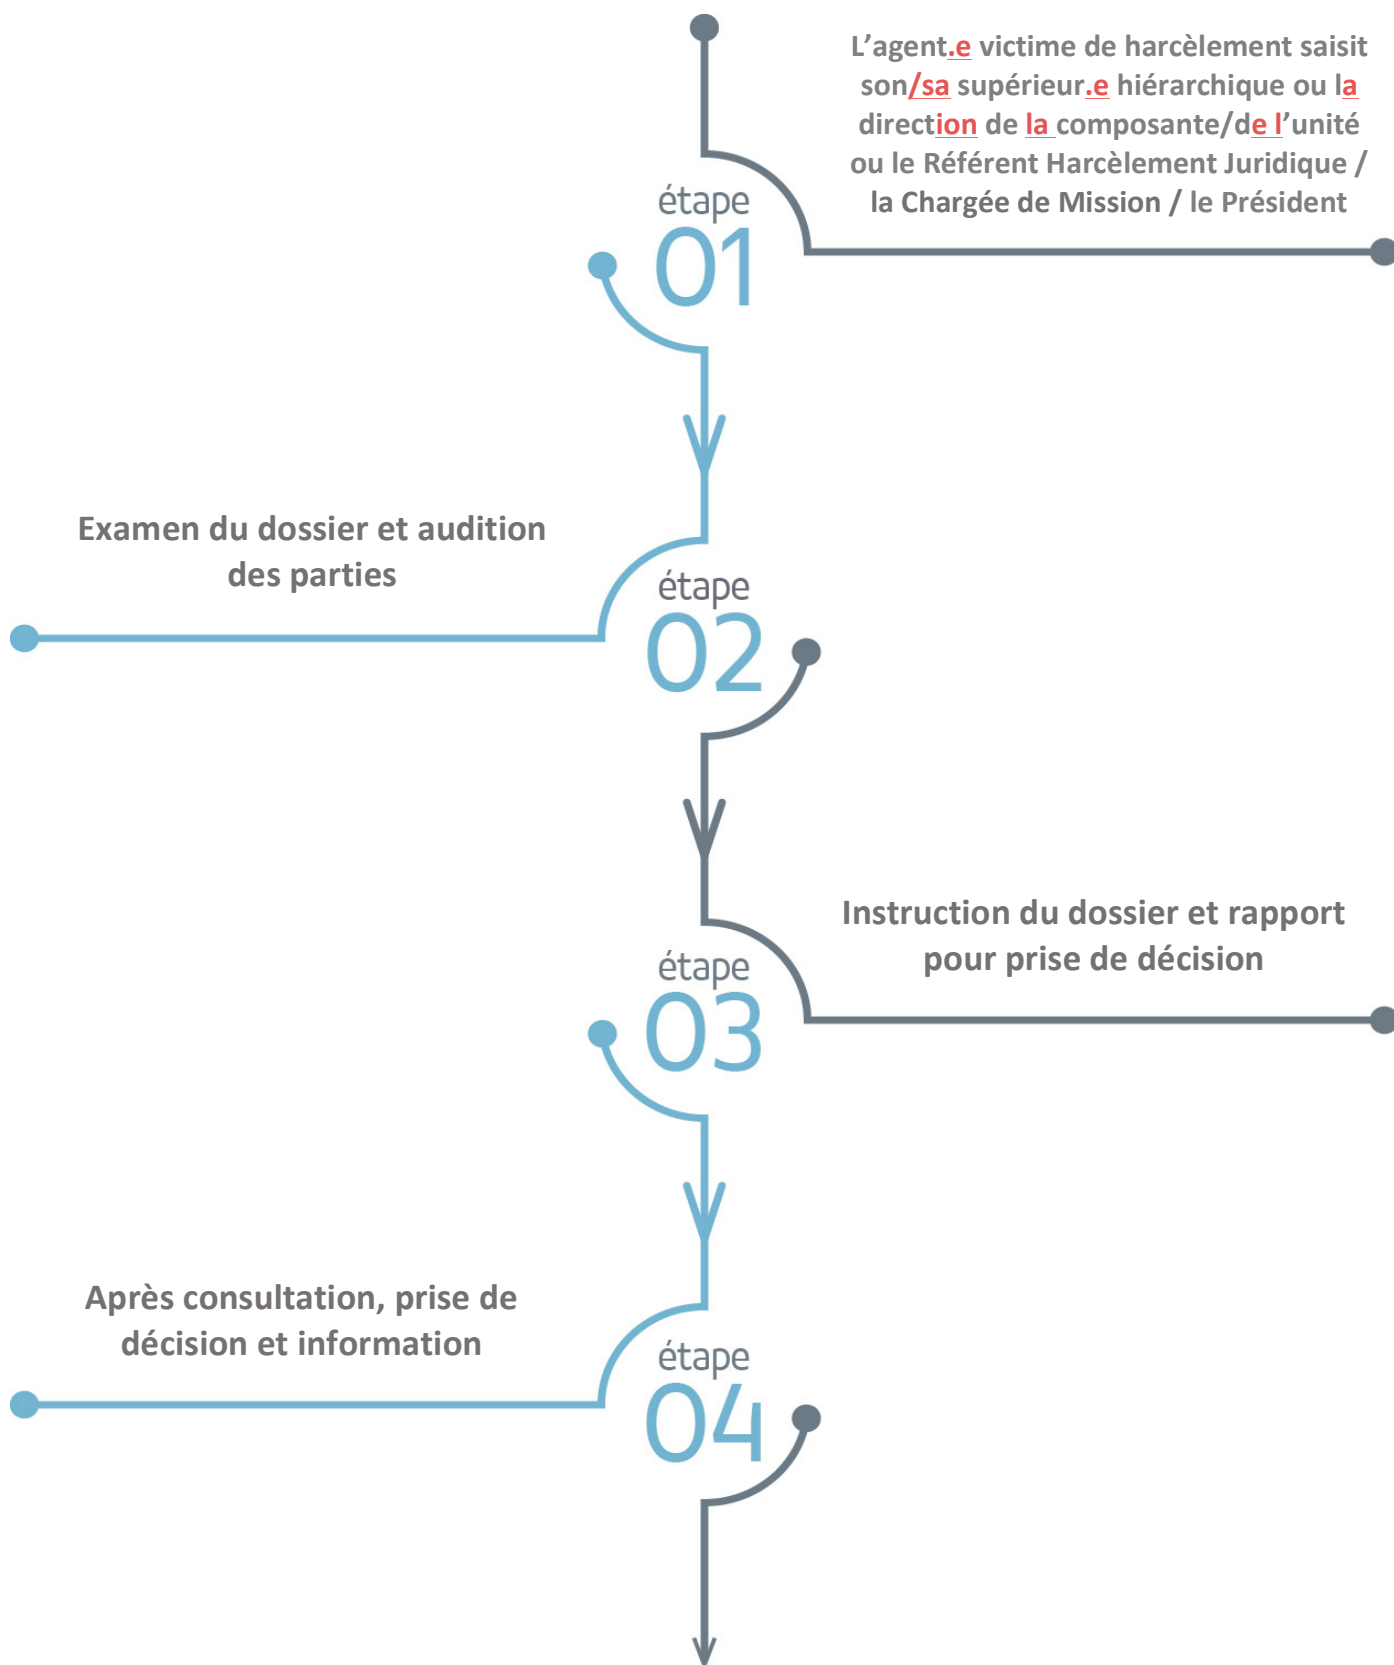 L’agent.e victime de harcèlement saisit
son/sa supérieur.e hiérarchique ou la
direction de la composante/de l’unité
ou le Référent Harcèlement Juridique /
la Chargée de Mission / le Président
étape
01
Examen du dossier et audition
des parties
étape
02
Instruction du dossier et rapport
pour prise de décision
étape
03
Après consultation, prise de
décision et information
étape
04